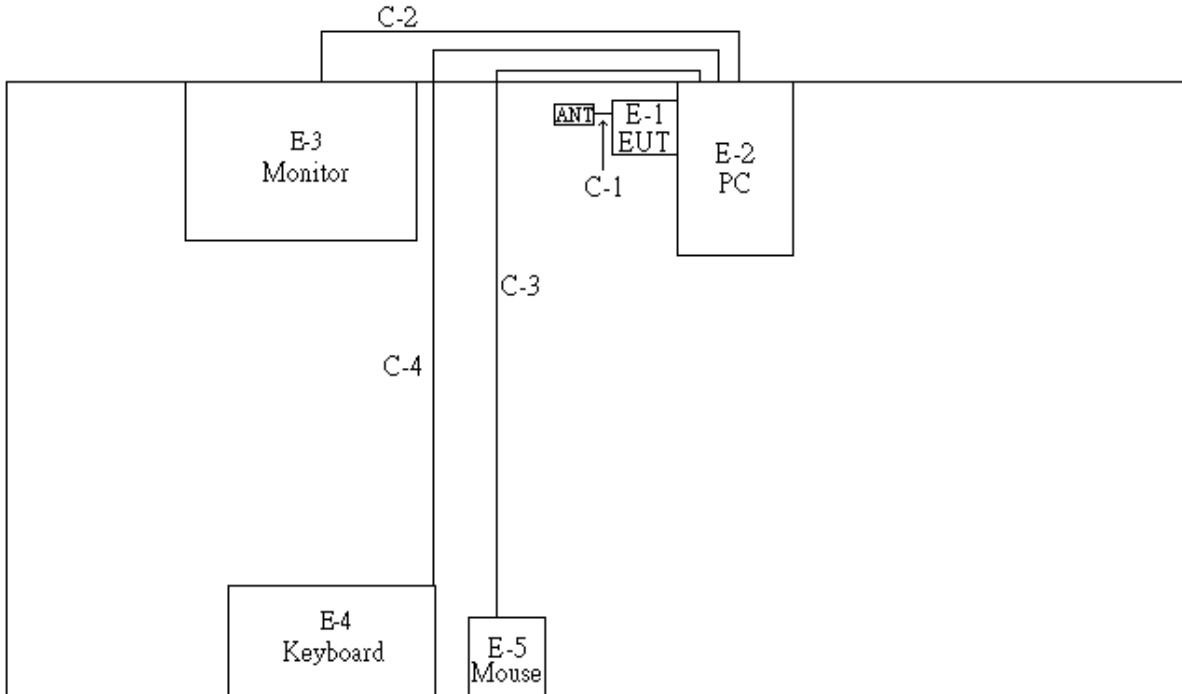 C-2
E-3
Monitor
ANT
E-1
EUT
E-2
PC
C-1
C-3
C-4
E-4
Keyboard
E-5
Mouse